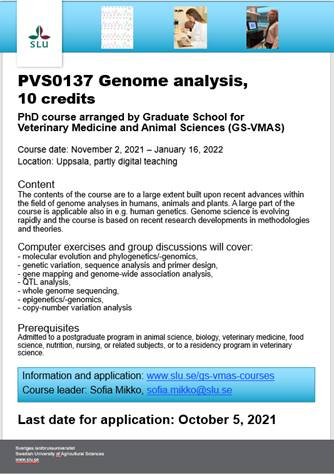 SLU
PVS0137 Genome analysis,
10 credits
PhD course arranged by Graduate School for
Veterinary Medicine and Animal Sciences (GS-VMAS)
Course date: November 2, 2021 – January 16, 2022
Location: Uppsala, partly digital teaching
Content
The contents of the course are to a large extent built upon recent advances within
the field of genome analyses in humans, animals and plants. A large part of the
course is applicable also in e.g. human genetics. Genome science is evolving
rapidly and the course is based on recent research developments in methodologies
and theories.
Computer exercises and group discussions will cover:
- molecular evolution and phylogenetics/-genomics,
- genetic variation, sequence analysis and primer design,
- gene mapping and genome-wide association analysis,
- QTL analysis,
- whole genome sequencing,
- epigenetics/-genomics,
- copy-number variation analysis
Prerequisites
Admitted to a postgraduate program in animal science, biology, veterinary medicine, food
science, nutrition, nursing, or related subjects, or to a residency program in veterinary
science.
Information and application: www.slu.se/gs-vmas-courses
Course leader: Sofia Mikko, sofia.mikko@slu.se
Last date for application: October 5, 2021
Sveriges lantbruksuniversitet
Swedish University of Agricultural Sciences
www.slu.se